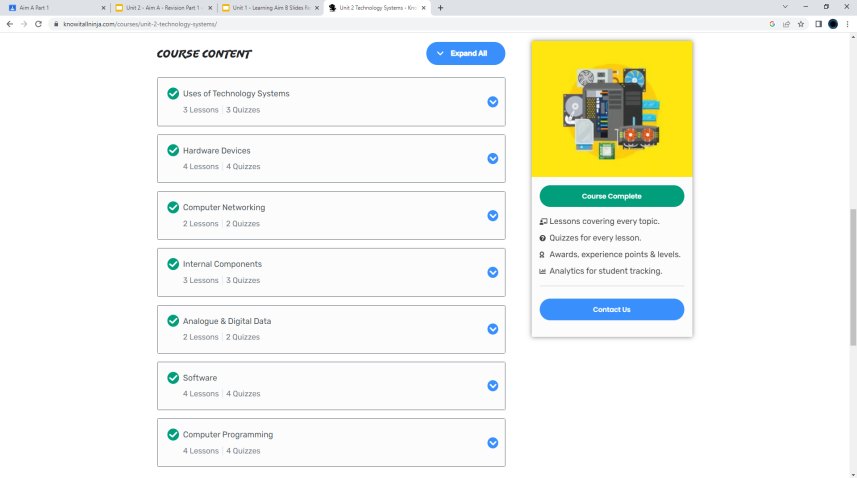 Aim A Part 1
Unit 2 - Aim A - Revision Part 1
Unit 1 - Learning Aim B Slides
Unit 2 Technology Systems - Kno
knowitallninja.com/courses/unit-2-technology-systems/
COURSE CONTENT
Expand All
Uses of Technology Systems
3 Lessons | 3 Quizzes
Hardware Devices
4 Lessons | 4 Quizzes
Computer Networking
2 Lessons | 2 Quizzes
Internal Components
3 Lessons | 3 Quizzes
Analogue & Digital Data
2 Lessons | 2 Quizzes
Software
4 Lessons | 4 Quizzes
Computer Programming
4 Lessons | 4 Quizzes
Course Complete
Lessons covering every topic.
Quizzes for every lesson.
Awards, experience points & levels.
Analytics for student tracking.
Contact Us